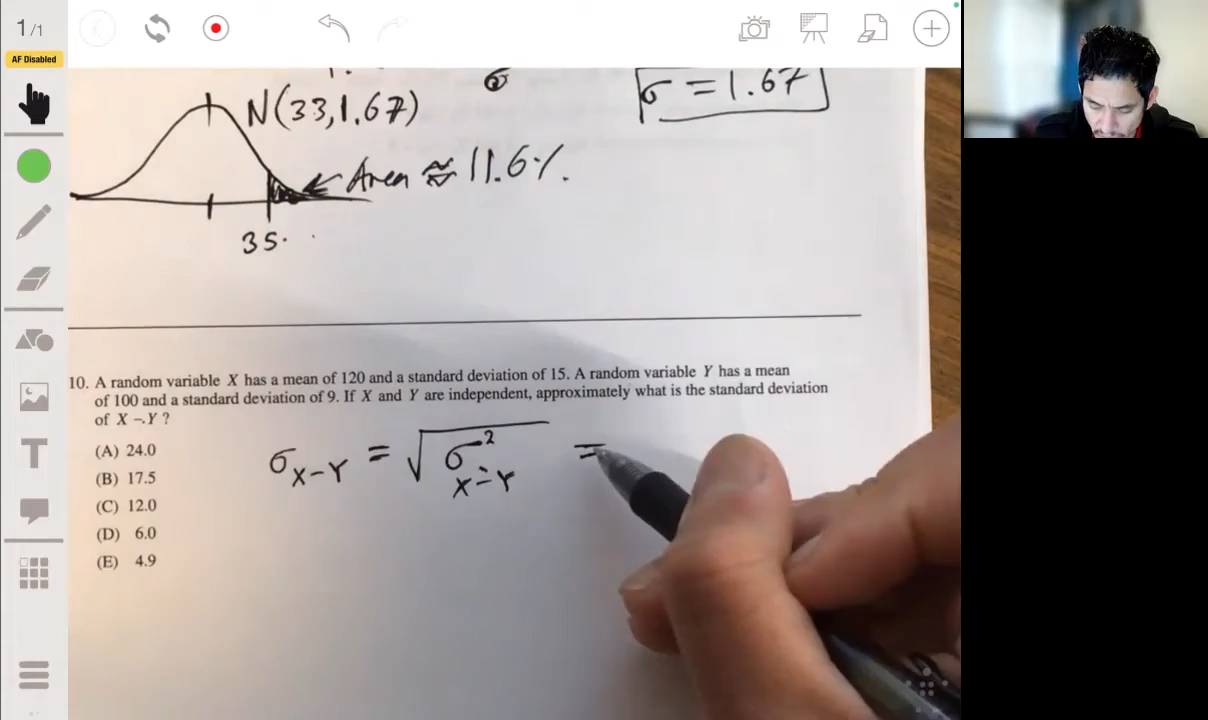 1/1
AF Disabled
σ = 1.67
N(33,1.67)
Area ≈ 11.6%.
35.
10. A random variable X has a mean of 120 and a standard deviation of 15. A random variable Y has a mean
of 100 and a standard deviation of 9. If X and Y are independent, approximately what is the standard deviation
of X – Y ?
(A) 24.0
(B) 17.5
(C) 12.0
(D) 6.0
(E) 4.9
σ_{X-Y} = √σ²_{X-Y} =
T